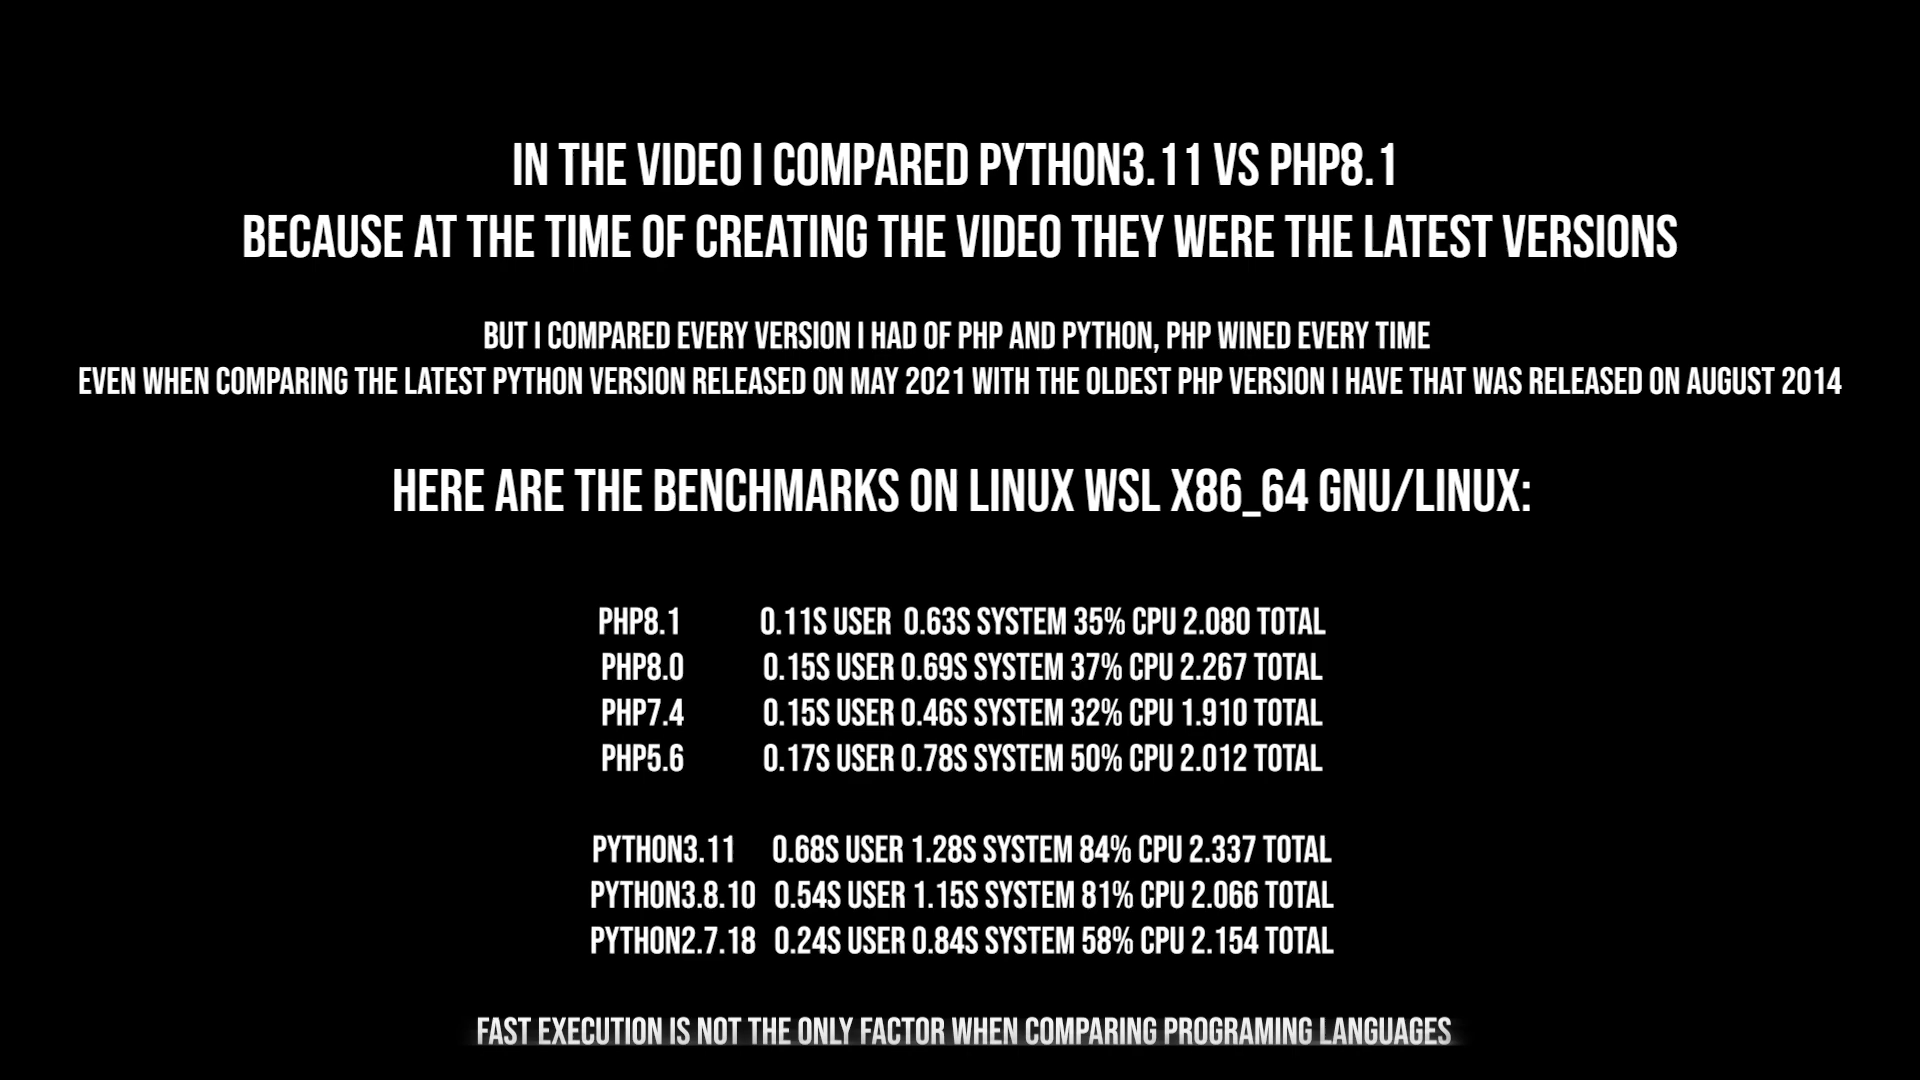 IN THE VIDEO I COMPARED PYTHON3.11 VS PHP8.1
BECAUSE AT THE TIME OF CREATING THE VIDEO THEY WERE THE LATEST VERSIONS
BUT I COMPARED EVERY VERSION I HAD OF PHP AND PYTHON, PHP WINED EVERY TIME
EVEN WHEN COMPARING THE LATEST PYTHON VERSION RELEASED ON MAY 2021 WITH THE OLDEST PHP VERSION I HAVE THAT WAS RELEASED ON AUGUST 2014
HERE ARE THE BENCHMARKS ON LINUX WSL X86_64 GNU/LINUX:
PHP8.1 0.11S USER 0.63S SYSTEM 35% CPU 2.080 TOTAL
PHP8.0 0.15S USER 0.69S SYSTEM 37% CPU 2.267 TOTAL
PHP7.4 0.15S USER 0.46S SYSTEM 32% CPU 1.910 TOTAL
PHP5.6 0.17S USER 0.78S SYSTEM 50% CPU 2.012 TOTAL
PYTHON3.11 0.68S USER 1.28S SYSTEM 84% CPU 2.337 TOTAL
PYTHON3.8.10 0.54S USER 1.15S SYSTEM 81% CPU 2.066 TOTAL
PYTHON2.7.18 0.24S USER 0.84S SYSTEM 58% CPU 2.154 TOTAL
FAST EXECUTION IS NOT THE ONLY FACTOR WHEN COMPARING PROGRAMING LANGUAGES